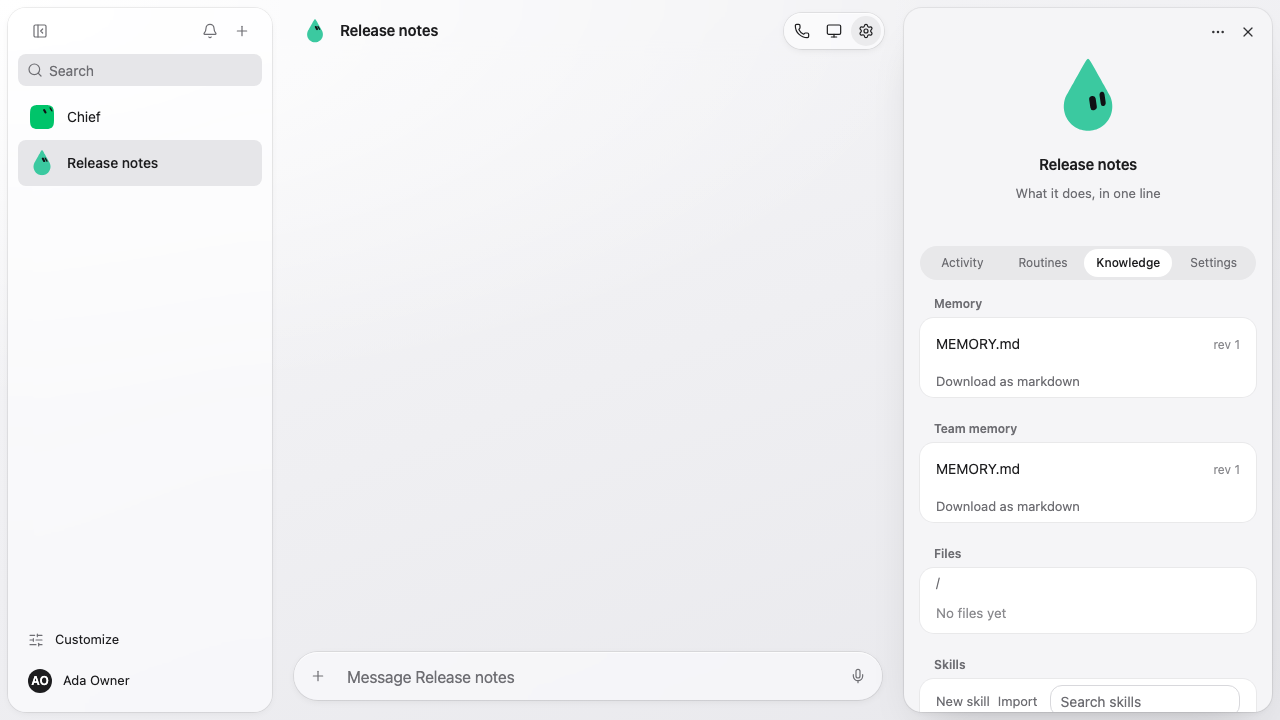 Search
Chief
Release notes
Customize
AO
Ada Owner
Release notes
Message Release notes
Release notes
What it does, in one line
Activity
Routines
Knowledge
Settings
Memory
MEMORY.md
rev 1
Download as markdown
Team memory
MEMORY.md
rev 1
Download as markdown
Files
/
No files yet
Skills
New skill
Import
Search skills